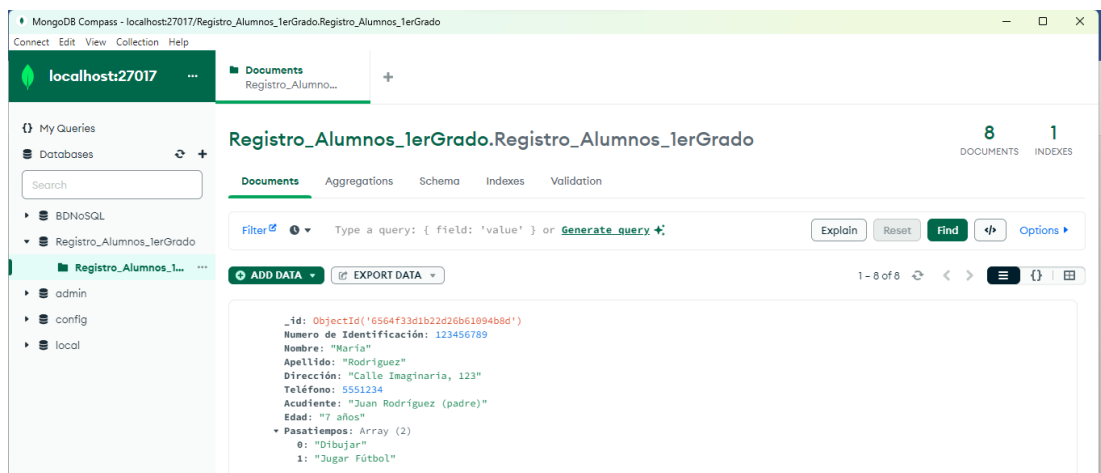 MongoDB Compass - localhost:27017/Registro_Alumnos_1erGrado.Registro_Alumnos_1erGrado
Connect Edit View Collection Help
localhost:27017 ...
Documents
Registro_Alumno...
My Queries
Databases
Search
BDNoSQL
Registro_Alumnos_1erGrado
Registro_Alumnos_1... ...
admin
config
local
Registro_Alumnos_1erGrado.Registro_Alumnos_1erGrado
8 DOCUMENTS
1 INDEXES
Documents Aggregations Schema Indexes Validation
Filter Type a query: { field: 'value' } or Generate query Explain Reset Find </> Options
ADD DATA EXPORT DATA 1 – 8 of 8 {}
_id: ObjectId('6564f33d1b22d26b61094b8d')
Numero de Identificación: 123456789
Nombre: "María"
Apellido: "Rodríguez"
Dirección: "Calle Imaginaria, 123"
Teléfono: 5551234
Acudiente: "Juan Rodríguez (padre)"
Edad: "7 años"
Pasatiempos: Array (2)
0: "Dibujar"
1: "Jugar Fútbol"